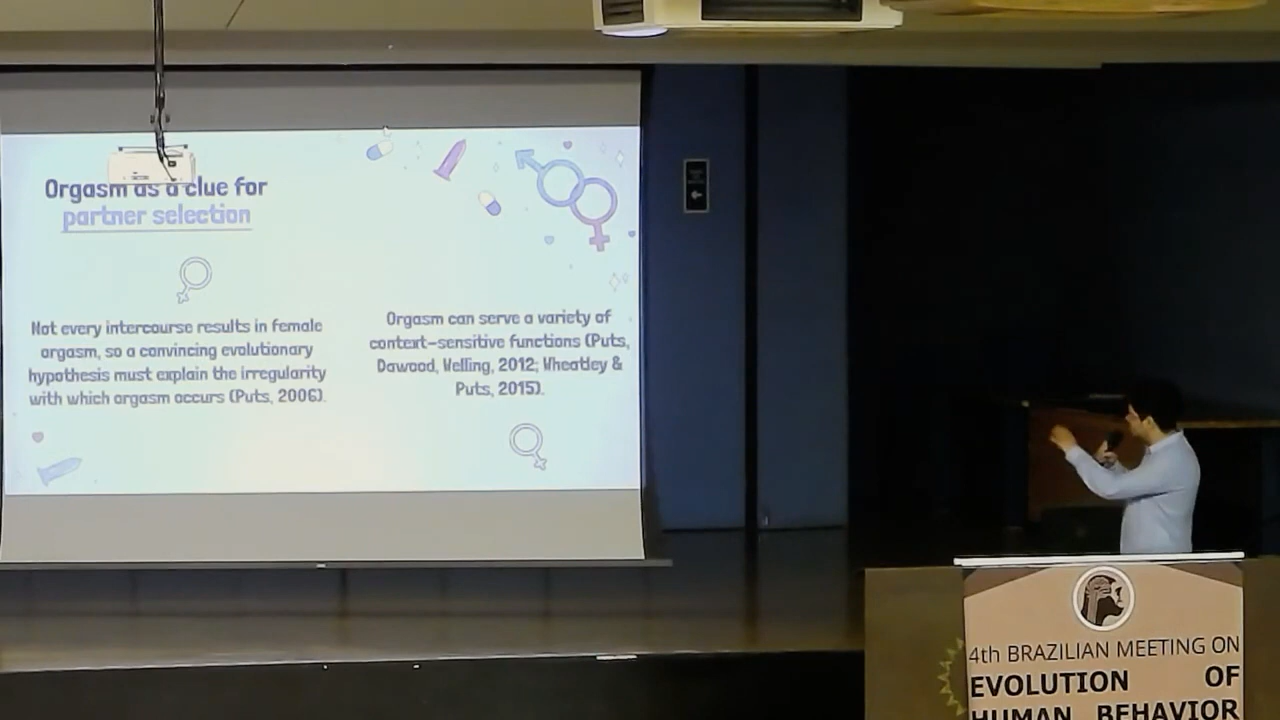 Orgasm as a clue for
partner selection
Not every intercourse results in female
orgasm, so a convincing evolutionary
hypothesis must explain the irregularity
with which orgasm occurs (Puts, 2006).
Orgasm can serve a variety of
context-sensitive functions (Puts,
Dawood, Welling, 2012; Wheatley &
Puts, 2015).
4th BRAZILIAN MEETING ON
EVOLUTION OF
HUMAN BEHAVIOR